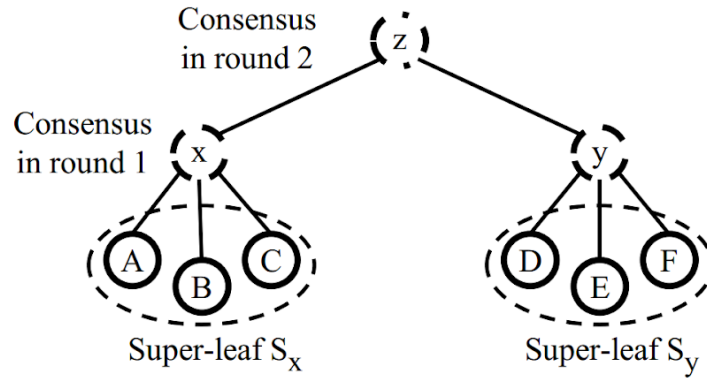 Consensus
in round 2
z
Consensus
in round 1
x
y
A
B
C
D
E
F
Super-leaf Sx
Super-leaf Sy